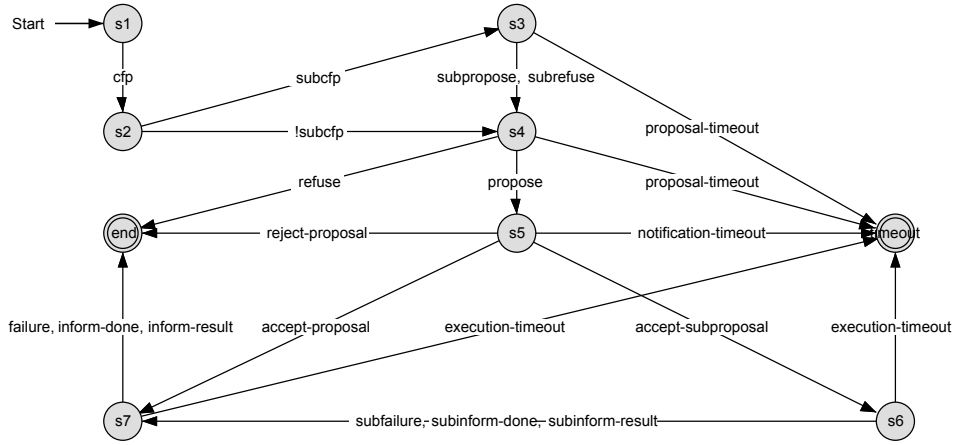 Start
s1
s3
cfp
subcfp
subpropose, subrefuse
s2
!subcfp
s4
proposal-timeout
refuse
propose
proposal-timeout
end
reject-proposal
s5
notification-timeout
timeout
failure, inform-done, inform-result
accept-proposal
execution-timeout
accept-subproposal
execution-timeout
s7
subfailure, subinform-done, subinform-result
s6